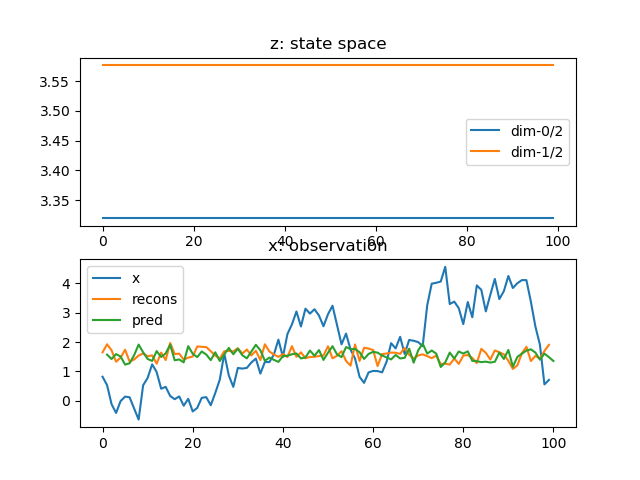 z: state space
3.55
3.50
3.45
3.40
3.35
dim-0/2
dim-1/2
0 20 40 60 80 100
x: observation
4
3
2
1
0
x
recons
pred
0 20 40 60 80 100